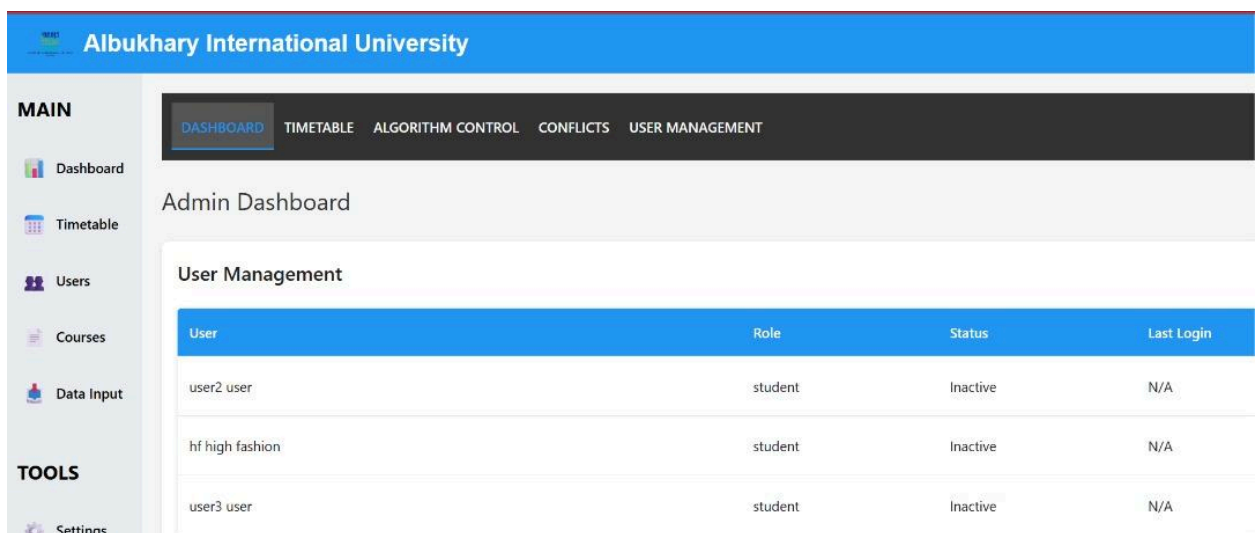 Albukhary International University
MAIN
Dashboard
Timetable
Users
Courses
Data Input
TOOLS
Settings
DASHBOARD TIMETABLE ALGORITHM CONTROL CONFLICTS USER MANAGEMENT
Admin Dashboard
User Management
User Role Status Last Login
user2 user student Inactive N/A
hf high fashion student Inactive N/A
user3 user student Inactive N/A